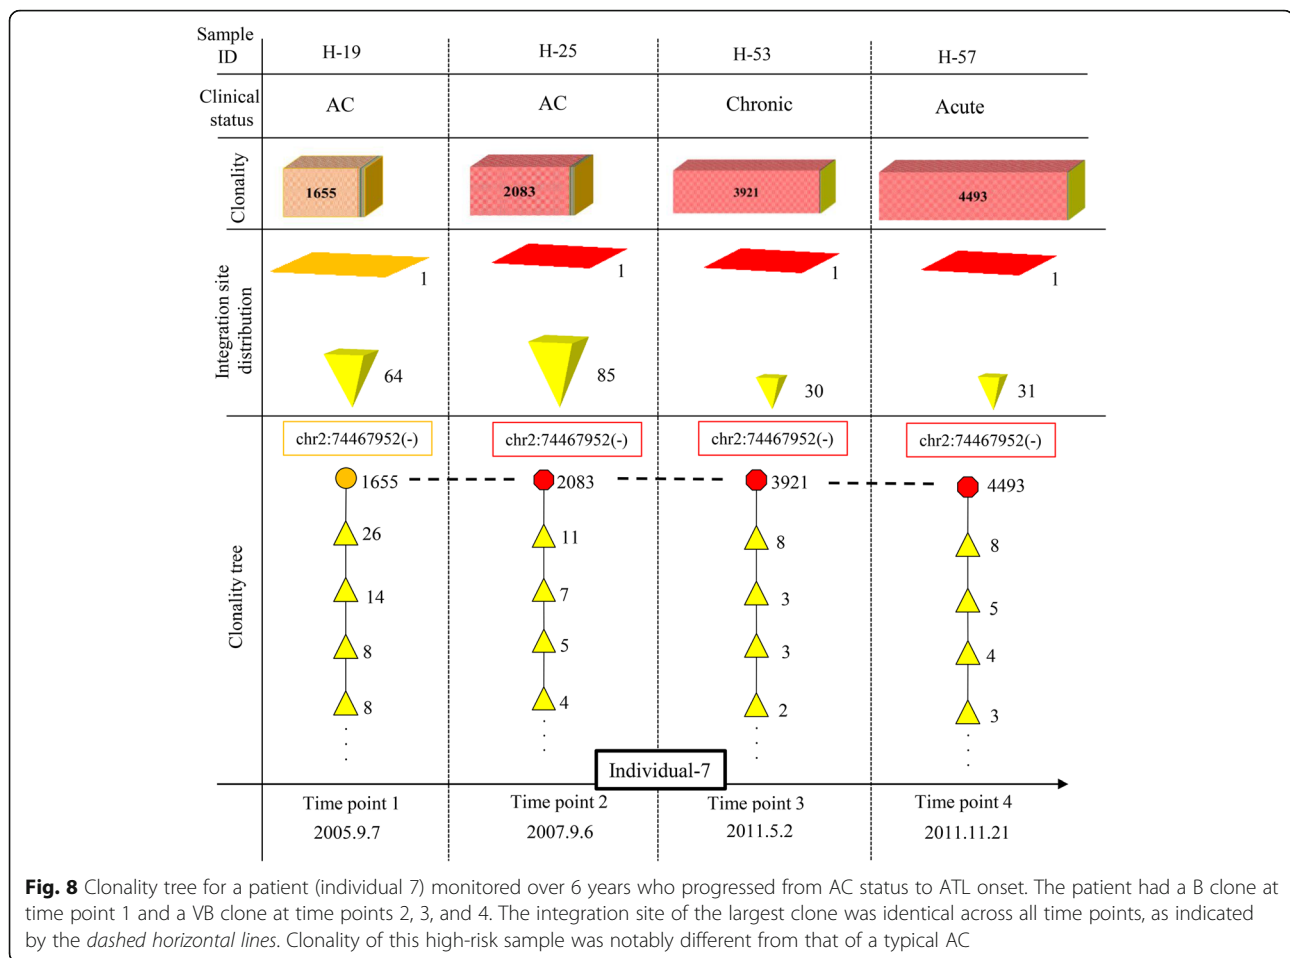 Sample ID H-19 H-25 H-53 H-57
Clinical status AC AC Chronic Acute
Clonality 1655 2083 3921 4493
Integration site distribution
1 1 1 1
64 85 30 31
Clonality tree
chr2:74467952(-) chr2:74467952(-) chr2:74467952(-) chr2:74467952(-)
1655 2083 3921 4493
26 11 8 8
14 7 3 5
8 5 3 4
8 4 2 3
Individual-7
Time point 1 Time point 2 Time point 3 Time point 4
2005.9.7 2007.9.6 2011.5.2 2011.11.21
Fig. 8 Clonality tree for a patient (individual 7) monitored over 6 years who progressed from AC status to ATL onset. The patient had a B clone at
time point 1 and a VB clone at time points 2, 3, and 4. The integration site of the largest clone was identical across all time points, as indicated
by the dashed horizontal lines. Clonality of this high-risk sample was notably different from that of a typical AC